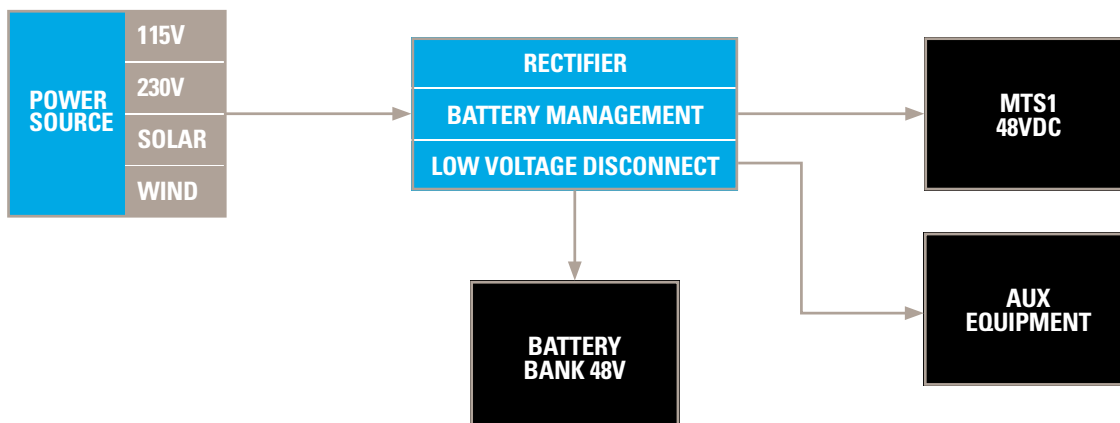 POWER
SOURCE
115V
230V
SOLAR
WIND
RECTIFIER
BATTERY MANAGEMENT
LOW VOLTAGE DISCONNECT
MTS1
48VDC
AUX
EQUIPMENT
BATTERY
BANK 48V